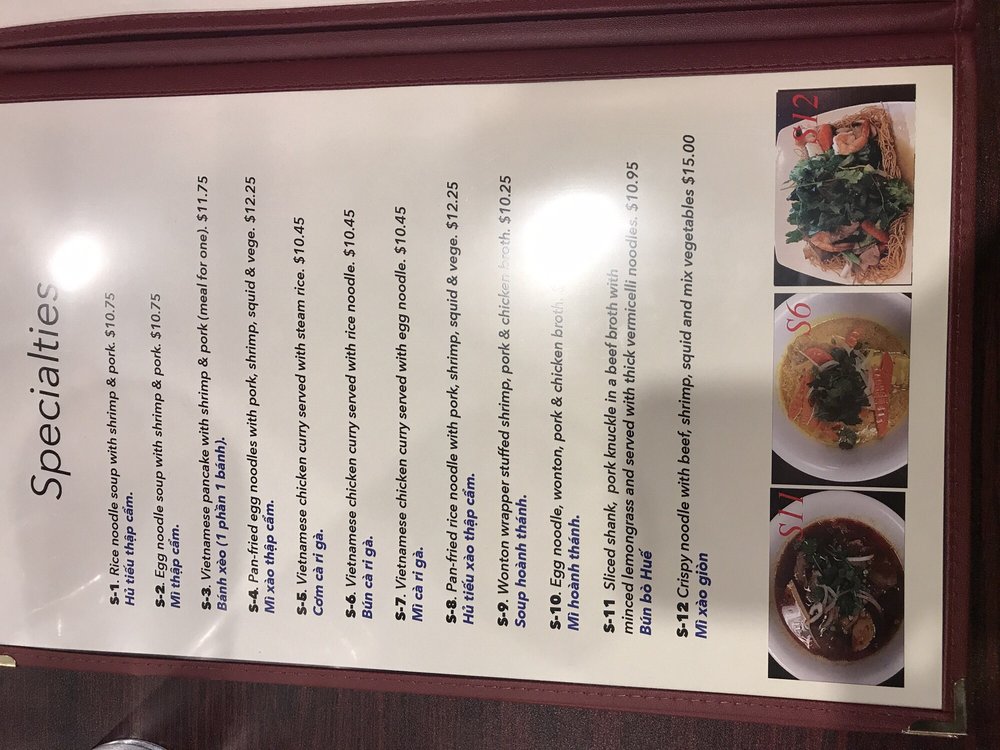 Specialties
S-1. Rice noodle soup with shrimp & pork. $10.75
Hủ tiếu thập cẩm.
S-2. Egg noodle soup with shrimp & pork. $10.75
Mì thập cẩm.
S-3. Vietnamese pancake with shrimp & pork (meal for one). $11.75
Bánh xèo (1 phần 1 bánh).
S-4. Pan-fried egg noodles with pork, shrimp, squid & vege. $12.25
Mì xào thập cẩm.
S-5. Vietnamese chicken curry served with steam rice. $10.45
Cơm cà ri gà.
S-6. Vietnamese chicken curry served with rice noodle. $10.45
Bún cà ri gà.
S-7. Vietnamese chicken curry served with egg noodle. $10.45
Mì cà ri gà.
S-8. Pan-fried rice noodle with pork, shrimp, squid & vege. $12.25
Hủ tiếu xào thập cẩm.
S-9. Wonton wrapper stuffed shrimp, pork & chicken broth. $10.25
Soup hoành thánh.
S-10. Egg noodle, wonton, pork & chicken broth.
Mì hoành thánh.
S-11 Sliced shank, pork knuckle in a beef broth with
minced lemongrass and served with thick vermicelli noodles. $10.95
Bún bò Huế
S-12 Crispy noodle with beef, shrimp, squid and mix vegetables $15.00
Mì xào giòn
S11
S6
S12